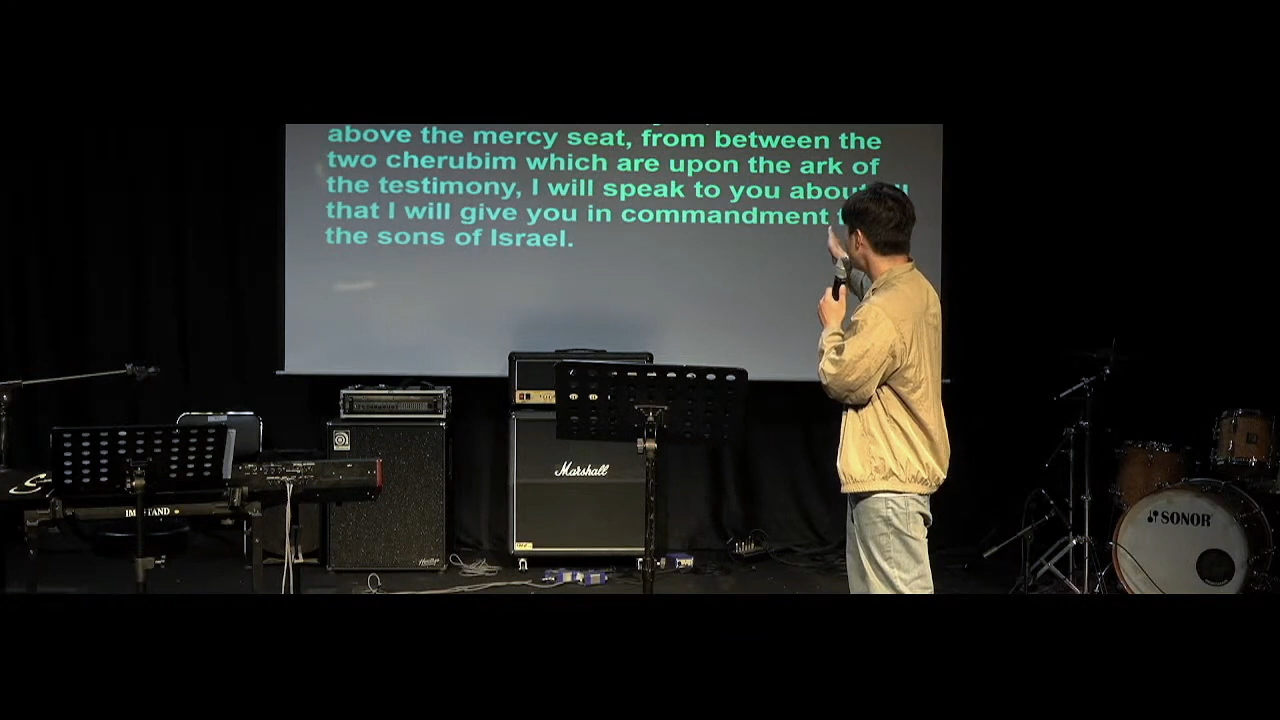 above the mercy seat, from between the
two cherubim which are upon the ark of
the testimony, I will speak to you about
that I will give you in commandment
the sons of Israel.
Marshall
SONOR